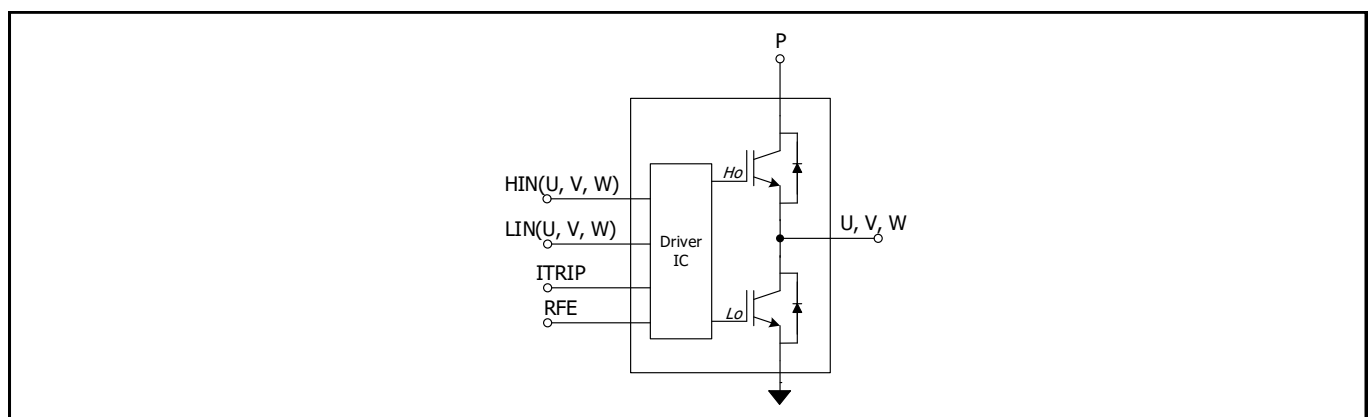 P
HIN(U, V, W)
Ho
LIN(U, V, W)
U, V, W
Driver
IC
ITRIP
RFE
Lo